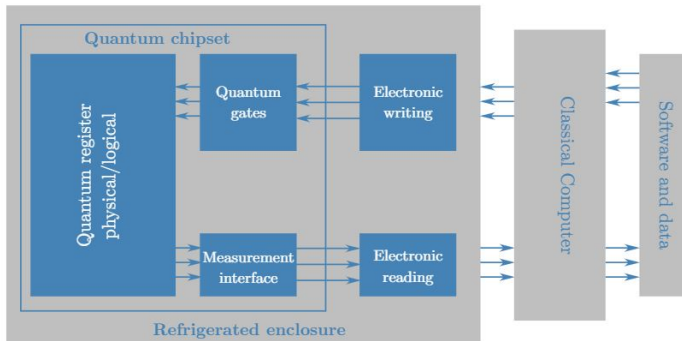 Quantum chipset
Quantum register
physical/logical
Quantum
gates
Electronic
writing
Measurement
interface
Electronic
reading
Refrigerated enclosure
Classical Computer
Software and data